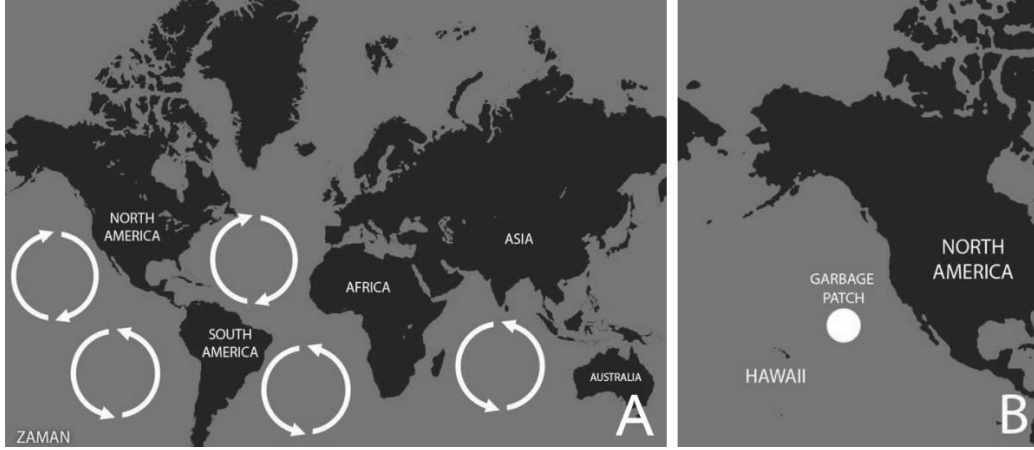 NORTH
AMERICA
ASIA
AFRICA
SOUTH
AMERICA
AUSTRALIA
A
ZAMAN
NORTH
AMERICA
GARBAGE
PATCH
HAWAII
B